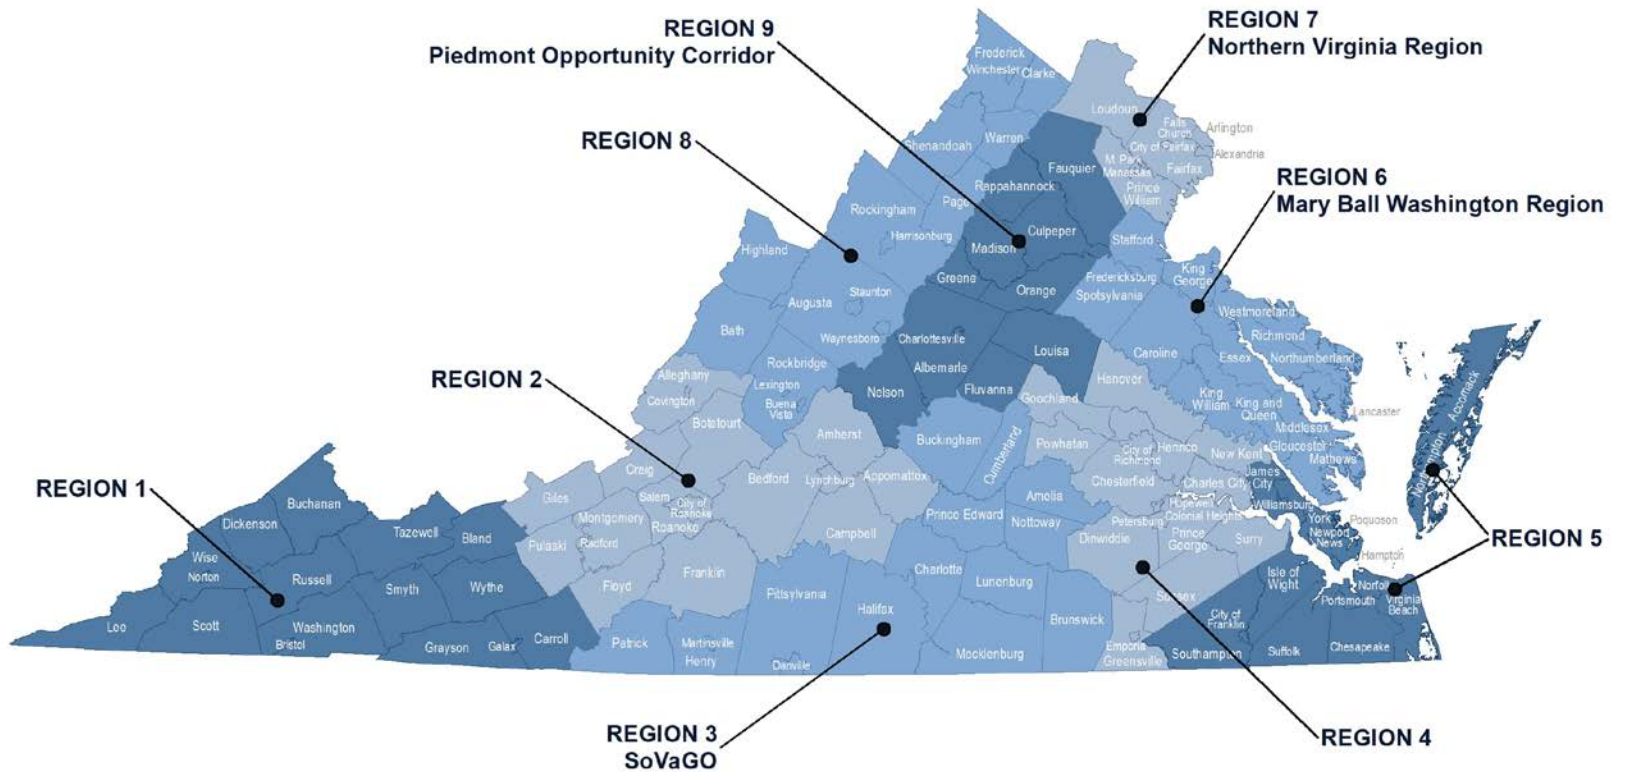 REGION 9
Piedmont Opportunity Corridor
REGION 7
Northern Virginia Region
REGION 8
REGION 6
Mary Ball Washington Region
REGION 2
REGION 1
REGION 5
REGION 3
SoVaGO
REGION 4
Frederick
Winchester
Clarke
Loudoun
Falls
Church
Arlington
City of Fairfax
Alexandria
Fairfax
M. Park
Manassas
Prince
William
Shenandoah
Warren
Fauquier
Rappahannock
Page
Rockingham
Harrisonburg
Culpeper
Madison
Stafford
Highland
Greene
Orange
King
George
Fredericksburg
Spotsylvania
Augusta
Staunton
Westmoreland
Richmond
Bath
Waynesboro
Charlottesville
Louisa
Caroline
Essex
Northumberland
Rockbridge
Albemarle
Alleghany
Lexington
Nelson
Fluvanna
Hanover
Goochland
Covington
Buena
Vista
King
William
King and
Queen
Lancaster
Accomack
Botetourt
Amherst
Buckingham
Cumberland
Powhatan
City of
Richmond
Henrico
New Kent
Middlesex
Gloucester
Mathews
Northampton
Craig
Bedford
Lynchburg
Appomattox
Chesterfield
Charles City
James
City
Williamsburg
Giles
Salem
City of
Roanoke
Roanoke
Montgomery
Radford
Pulaski
Amelia
Prince Edward
Nottoway
Hopewell
Colonial Heights
Petersburg
Prince
George
Dinwiddie
Surry
York
Newport
News
Poquoson
Hampton
Buchanan
Dickenson
Tazewell
Bland
Wise
Norton
Russell
Smyth
Wythe
Floyd
Franklin
Campbell
Pittsylvania
Charlotte
Halifax
Lunenburg
Brunswick
Sussex
Isle of
Wight
Norfolk
Portsmouth
Virginia
Beach
Lee
Scott
Washington
Bristol
Grayson
Galax
Carroll
Patrick
Martinsville
Henry
Danville
Mecklenburg
Emporia
Greensville
Southampton
City of
Franklin
Suffolk
Chesapeake